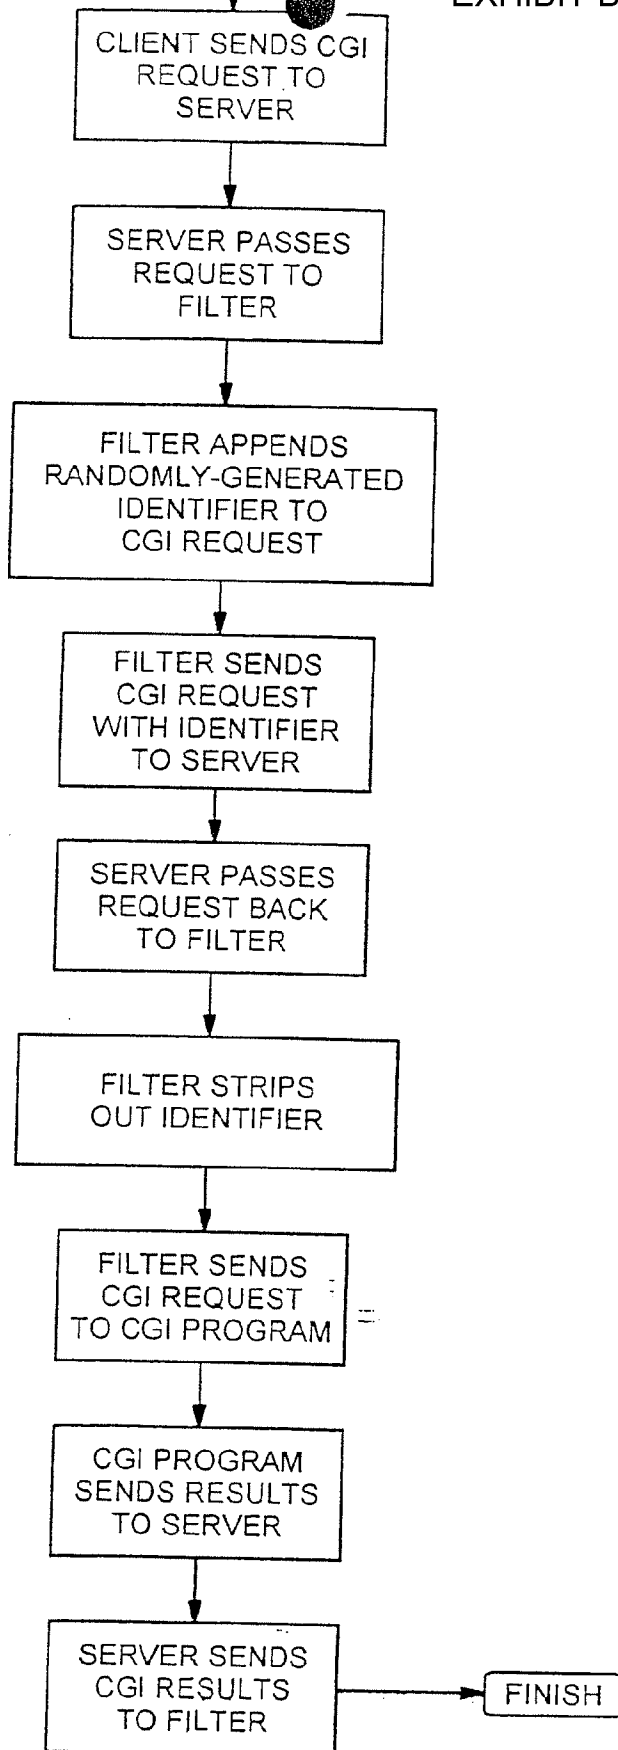 EXHIBIT
CLIENT SENDS CGI
REQUEST TO
SERVER
SERVER PASSES
REQUEST TO
FILTER
FILTER APPENDS
RANDOMLY-GENERATED
IDENTIFIER TO
CGI REQUEST
FILTER SENDS
CGI REQUEST
WITH IDENTIFIER
TO SERVER
SERVER PASSES
REQUEST BACK
TO FILTER
FILTER STRIPS
OUT IDENTIFIER
FILTER SENDS
CGI REQUEST
TO CGI PROGRAM
CGI PROGRAM
SENDS RESULTS
TO SERVER
SERVER SENDS
CGI RESULTS
TO FILTER
FINISH